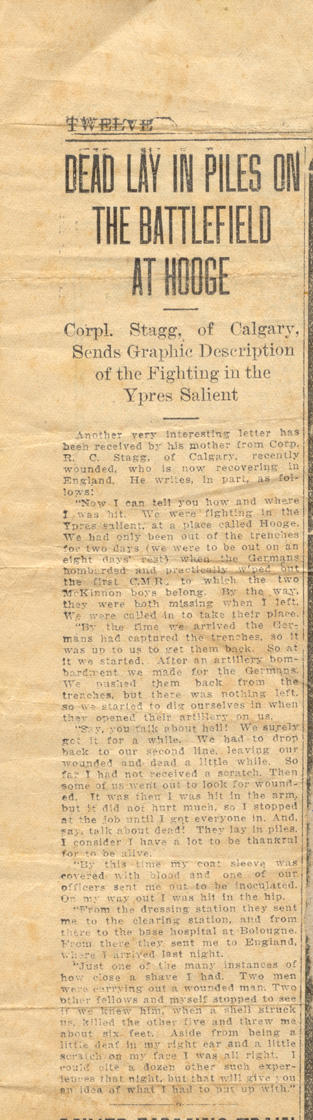 TWELVE
DEAD LAY IN PILES ON
THE BATTLEFIELD
AT HOOGE
Corpl. Stagg, of Calgary,
Sends Graphic Description
of the Fighting in the
Ypres Salient
Another very interesting letter has
been received by his mother from Corp.
R. C. Stagg, of Calgary, recently
wounded, who is now recovering in
England. He writes, in part, as fol-
lows:
"Now I can tell you how and where
I was hit. We were fighting in the
Ypres salient, at a place called Hooge.
We had only been out of the trenches
for two days (we were to be out on an
eight days' rest) when the Germans
bombarded and practically wiped out
the first C.M.R., to which the two
McKinnon boys belong. By the way,
they were both missing when I left.
We were called in to take their place.
"By the time we arrived the Ger-
mans had captured the trenches, so it
was up to us to get them back. So at
it we started. After an artillery bom-
bardment we made for the Germans.
We pushed them back from the
trenches, but there was nothing left,
so we started to dig ourselves in when
they opened their artillery on us.
"Say, you talk about hell! We surely
got it for a while. We had to drop
back to our second line, leaving our
wounded and dead a little while. So
far I had not received a scratch. Then
some of us went out to look for wound-
ed. It was then I was hit in the arm,
but it did not hurt much, so I stopped
at the job until I got everyone in. And,
say, talk about dead! They lay in piles.
I consider I have a lot to be thankful
for to be alive.
"By this time my coat sleeve was
covered with blood and one of our
officers sent me out to be inoculated.
On my way out I was hit in the hip.
"From the dressing station they sent
me to the clearing station, and from
there to the base hospital at Bolougne.
From there they sent me to England,
where I arrived last night.
"Just one of the many instances of
how close a shave I had. Two men
were carrying out a wounded man. Two
other fellows and myself stopped to see
if we knew him, when a shell struck
us, killed the other five and threw me
about six feet. Aside from being a
little deaf in my right ear and a little
scratch on my face I was all right. I
could cite a dozen other such exper-
iences that night, but that will give you
an idea of what I had to put up with."